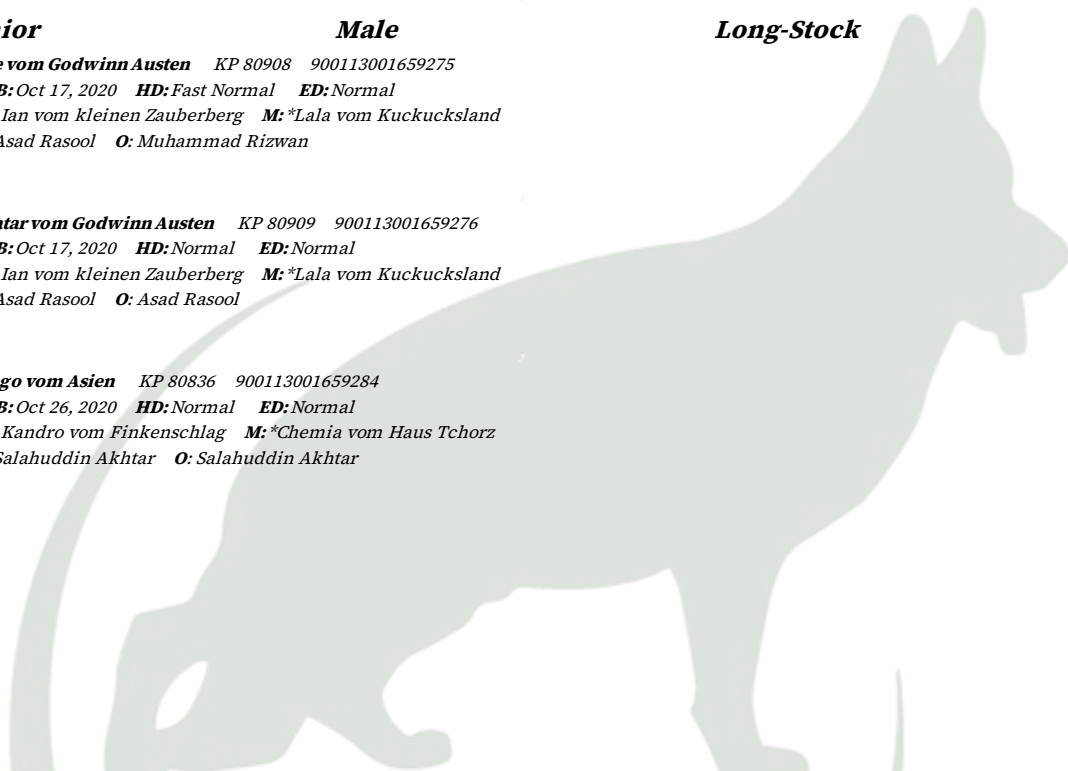 ior Male Long-Stock
e vom Godwinn Austen KP 80908 900113001659275
B: Oct 17, 2020 HD: Fast Normal ED: Normal
Ian vom kleinen Zauberberg M: *Lala vom Kuckucksland
Asad Rasool O: Muhammad Rizwan
tar vom Godwinn Austen KP 80909 900113001659276
B: Oct 17, 2020 HD: Normal ED: Normal
Ian vom kleinen Zauberberg M: *Lala vom Kuckucksland
Asad Rasool O: Asad Rasool
go vom Asien KP 80836 900113001659284
B: Oct 26, 2020 HD: Normal ED: Normal
Kandro vom Finkenschlag M: *Chemia vom Haus Tchorz
Salahuddin Akhtar O: Salahuddin Akhtar